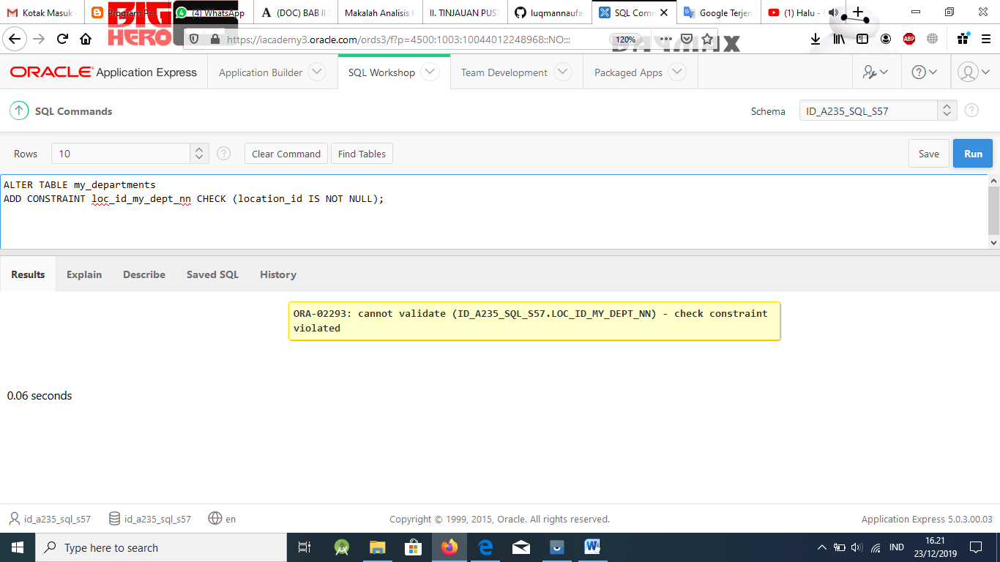 Kotak Masuk
Program Per
(4) WhatsApp
(DOC) BAB II
Makalah Analisis
II. TINJAUAN PUST
luqmannaufa
SQL Comm
Google Terjem
(1) Halu -
BIG
HERO
https://iacademy3.oracle.com/ords3/f?p=4500:1003:10044012248968::NO:::
120%
ABP
ORACLE Application Express
Application Builder
SQL Workshop
Team Development
Packaged Apps
SQL Commands
Schema
ID_A235_SQL_S57
Rows
10
Clear Command
Find Tables
Save
Run
ALTER TABLE my_departments
ADD CONSTRAINT loc_id_my_dept_nn CHECK (location_id IS NOT NULL);
Results
Explain
Describe
Saved SQL
History
ORA-02293: cannot validate (ID_A235_SQL_S57.LOC_ID_MY_DEPT_NN) - check constraint
violated
0.06 seconds
id_a235_sql_s57
id_a235_sql_s57
en
Copyright © 1999, 2015, Oracle. All rights reserved.
Application Express 5.0.3.00.03
Type here to search
IND
16.21
23/12/2019